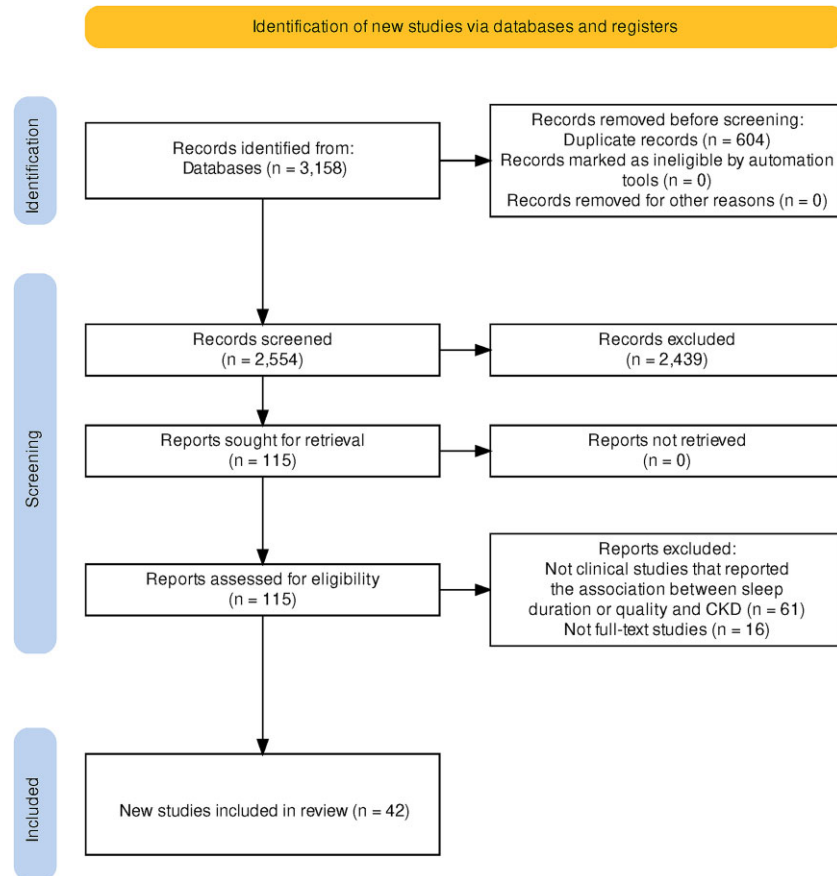 Identification of new studies via databases and registers
Identification
Records identified from:
Databases (n = 3,158)
Records removed before screening:
Duplicate records (n = 604)
Records marked as ineligible by automation
tools (n = 0)
Records removed for other reasons (n = 0)
Screening
Records screened
(n = 2,554)
Records excluded
(n = 2,439)
Reports sought for retrieval
(n = 115)
Reports not retrieved
(n = 0)
Reports assessed for eligibility
(n = 115)
Reports excluded:
Not clinical studies that reported
the association between sleep
duration or quality and CKD (n = 61)
Not full-text studies (n = 16)
Included
New studies included in review (n = 42)